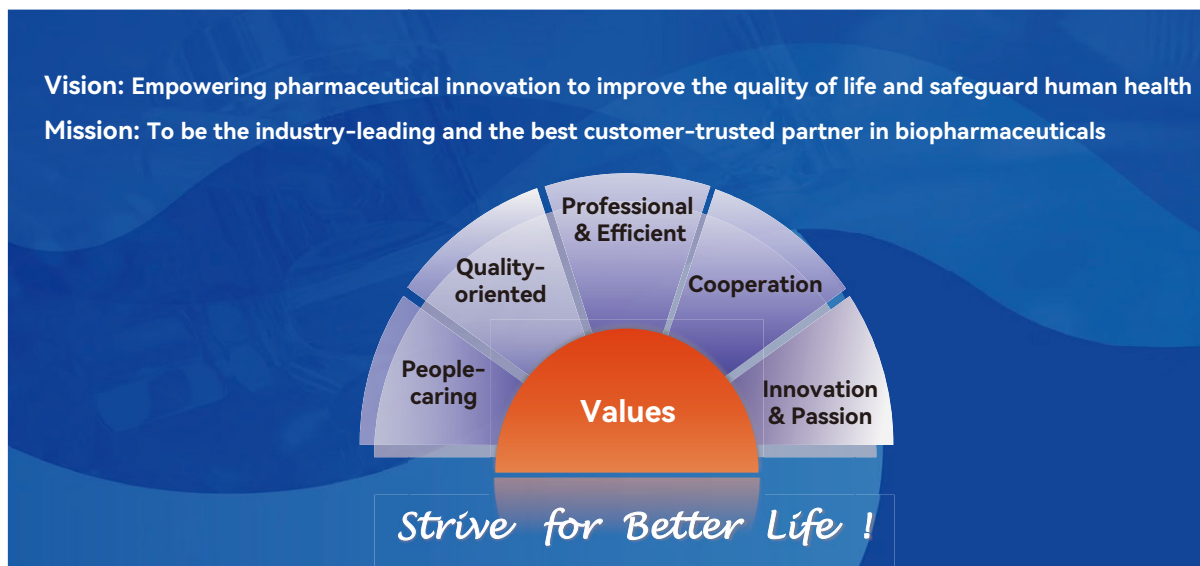 Vision: Empowering pharmaceutical innovation to improve the quality of life and safeguard human health
Mission: To be the industry-leading and the best customer-trusted partner in biopharmaceuticals
People-
caring
Quality-
oriented
Professional
& Efficient
Cooperation
Innovation
& Passion
Values
Strive for Better Life !